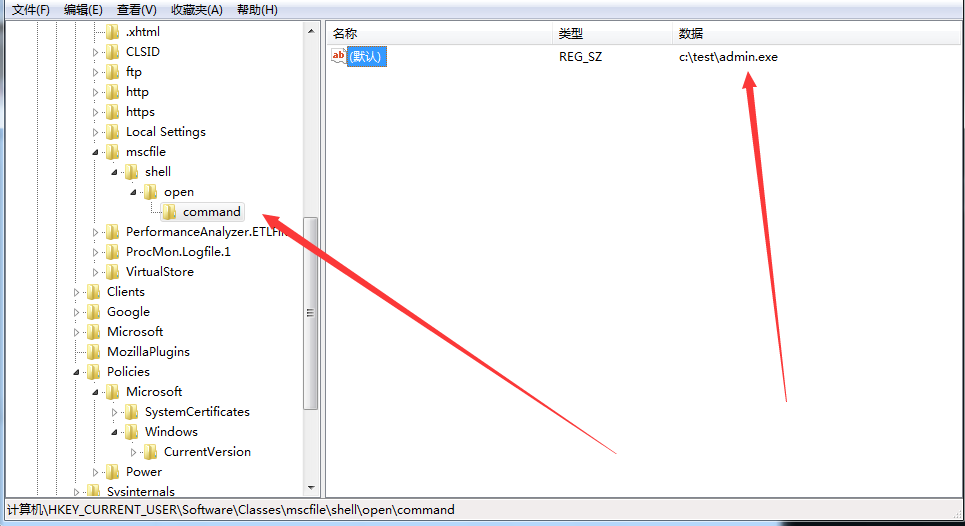 文件(F) 编辑(E) 查看(V) 收藏夹(A) 帮助(H)
.xhtml
CLSID
ftp
http
https
Local Settings
mscfile
shell
open
command
PerformanceAnalyzer.ETLFil
ProcMon.Logfile.1
VirtualStore
Clients
Google
Microsoft
MozillaPlugins
Policies
Microsoft
SystemCertificates
Windows
CurrentVersion
Power
Sysinternals
名称 类型 数据
ab (默认) REG_SZ c:\test\admin.exe
计算机\HKEY_CURRENT_USER\Software\Classes\mscfile\shell\open\command